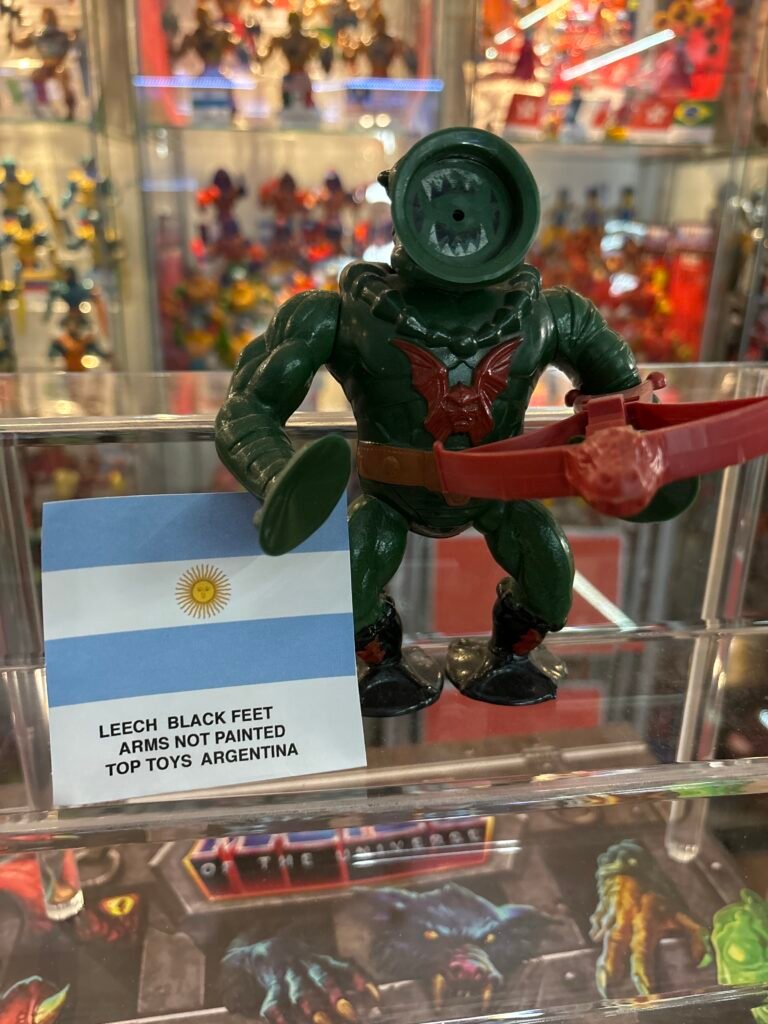 LEECH BLACK FEET
ARMS NOT PAINTED
TOP TOYS ARGENTINA
OF THE UNIVERSE